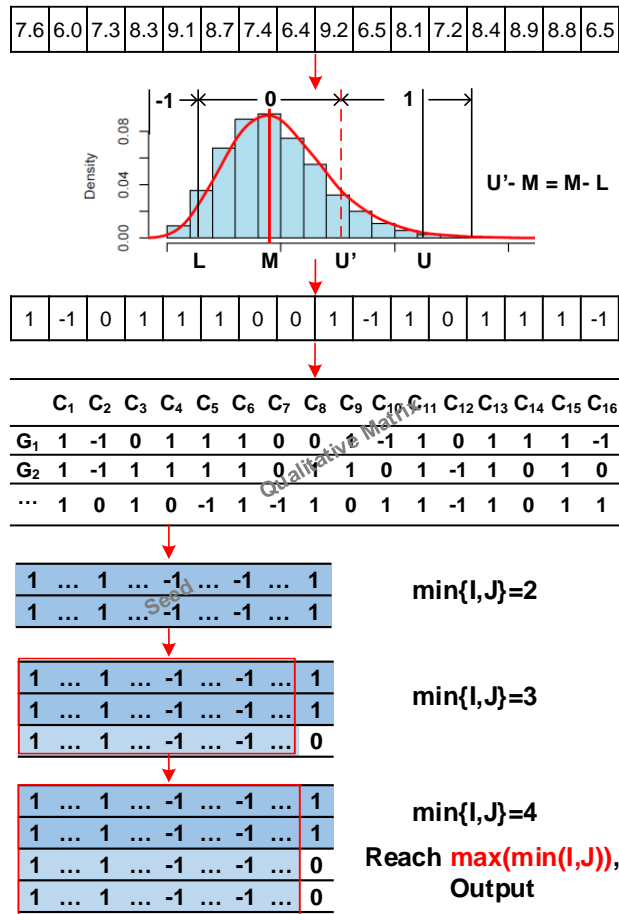 7.6 6.0 7.3 8.3 9.1 8.7 7.4 6.4 9.2 6.5 8.1 7.2 8.4 8.9 8.8 6.5
-1 0 1
Density
0.00 0.04 0.08
U'- M = M- L
L M U' U
1 -1 0 1 1 1 0 0 1 -1 1 0 1 1 1 -1
C1 C2 C3 C4 C5 C6 C7 C8 C9 C10 C11 C12 C13 C14 C15 C16
G1 1 -1 0 1 1 1 0 0 1 -1 1 0 1 1 1 -1
G2 1 -1 1 1 1 1 0 1 1 0 1 -1 1 0 1 0
... 1 0 1 0 -1 1 -1 1 0 1 1 -1 1 0 1 1
Qualitative Matrix
1 ... 1 ... -1 ... -1 ... 1
1 ... 1 ... -1 ... -1 ... 1
Seed
min{I,J}=2
1 ... 1 ... -1 ... -1 ... 1
1 ... 1 ... -1 ... -1 ... 1
1 ... 1 ... -1 ... -1 ... 0
min{I,J}=3
1 ... 1 ... -1 ... -1 ... 1
1 ... 1 ... -1 ... -1 ... 1
1 ... 1 ... -1 ... -1 ... 0
1 ... 1 ... -1 ... -1 ... 0
min{I,J}=4
Reach max(min(I,J)),
Output